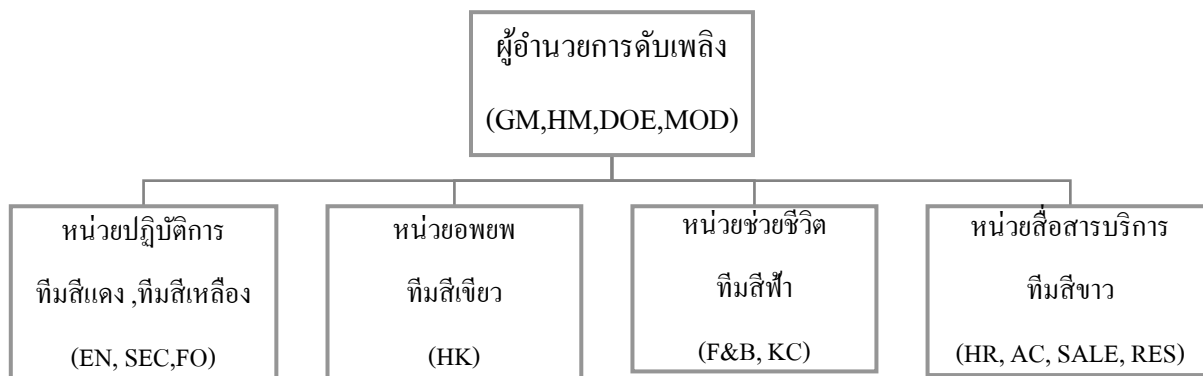 ผู้อำนวยการดับเพลิง
(GM,HM,DOE,MOD)
หน่วยปฏิบัติการ
ทีมสีแดง ,ทีมสีเหลือง
(EN, SEC,FO)
หน่วยอพยพ
ทีมสีเขียว
(HK)
หน่วยช่วยชีวิต
ทีมสีฟ้า
(F&B, KC)
หน่วยสื่อสารบริการ
ทีมสีขาว
(HR, AC, SALE, RES)